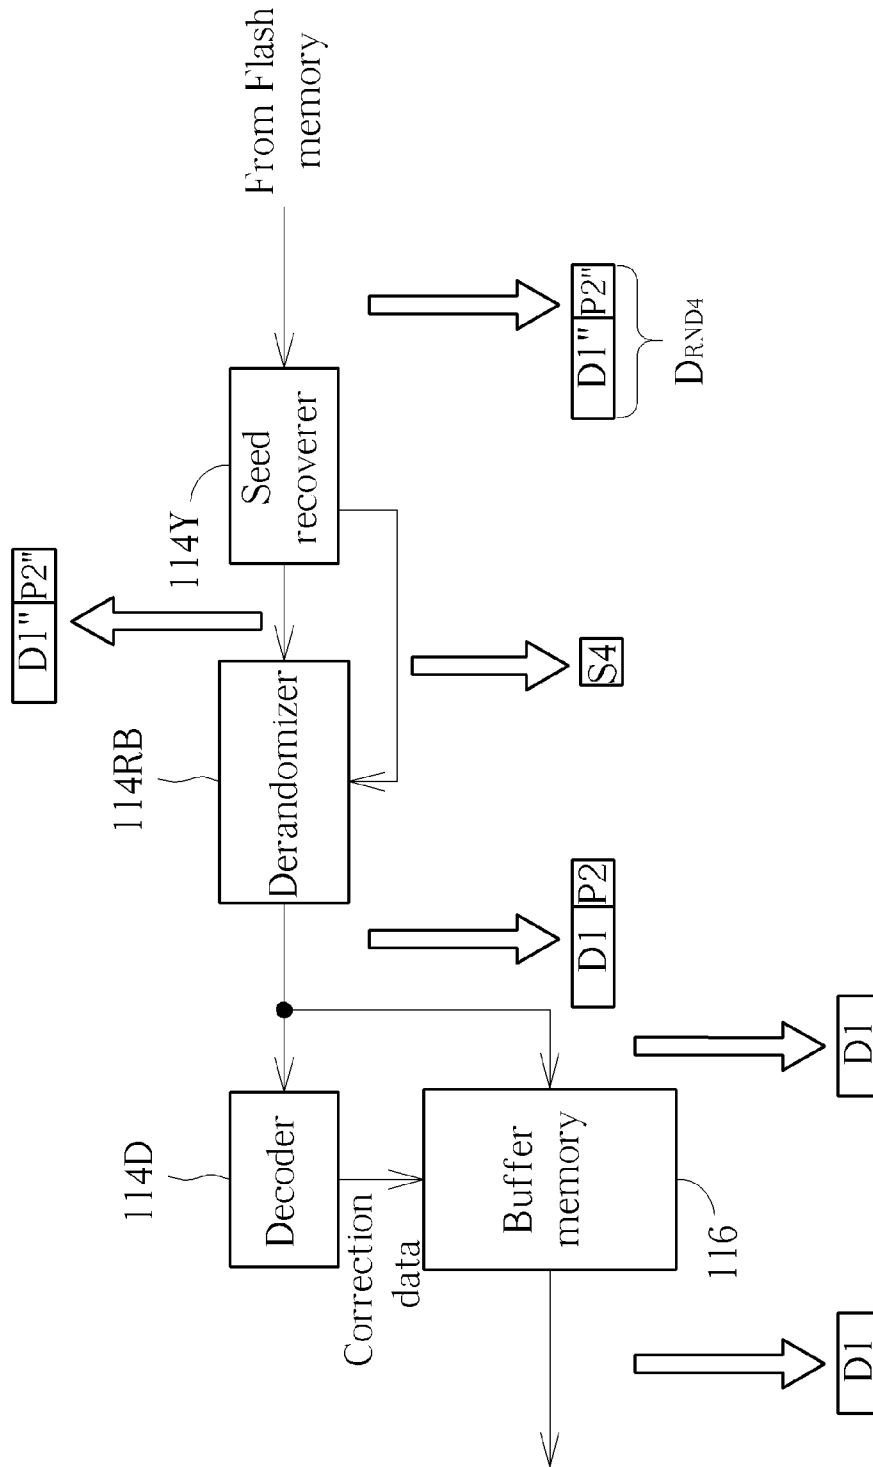 From Flash
memory
D1" P2"
DRND4
Seed
recoverer
114Y
D1" P2"
S4
Derandomizer
114RB
D1 P2
D1
Decoder
114D
Correction
data
Buffer
memory
116
D1